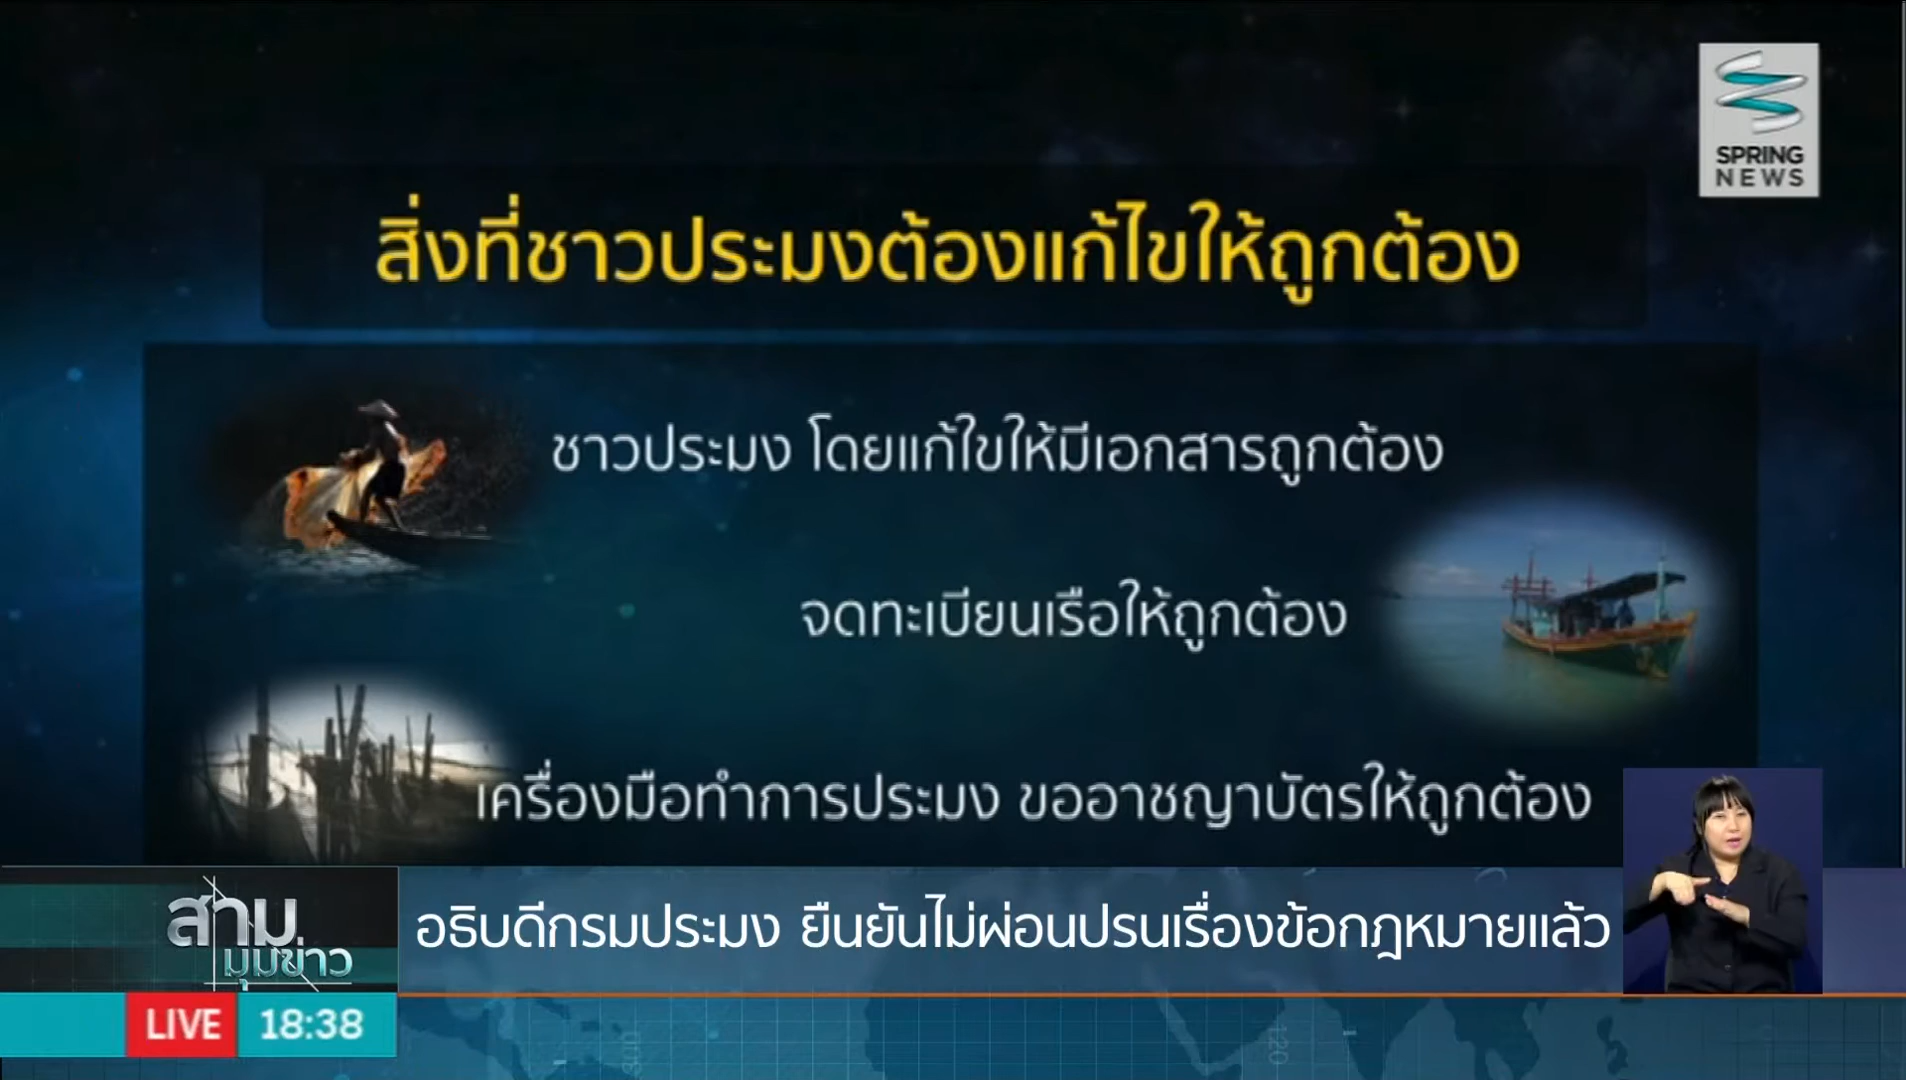 SPRING
NEWS
สิ่งที่ชาวประมงต้องแก้ไขให้ถูกต้อง
ชาวประมง โดยแก้ไขให้มีเอกสารถูกต้อง
จดทะเบียนเรือให้ถูกต้อง
เครื่องมือทำการประมง ขออาชญาบัตรให้ถูกต้อง
สามมุมข่าว
อธิบดีกรมประมง ยืนยันไม่ผ่อนปรนเรื่องข้อกฎหมายแล้ว
LIVE 18:38
120